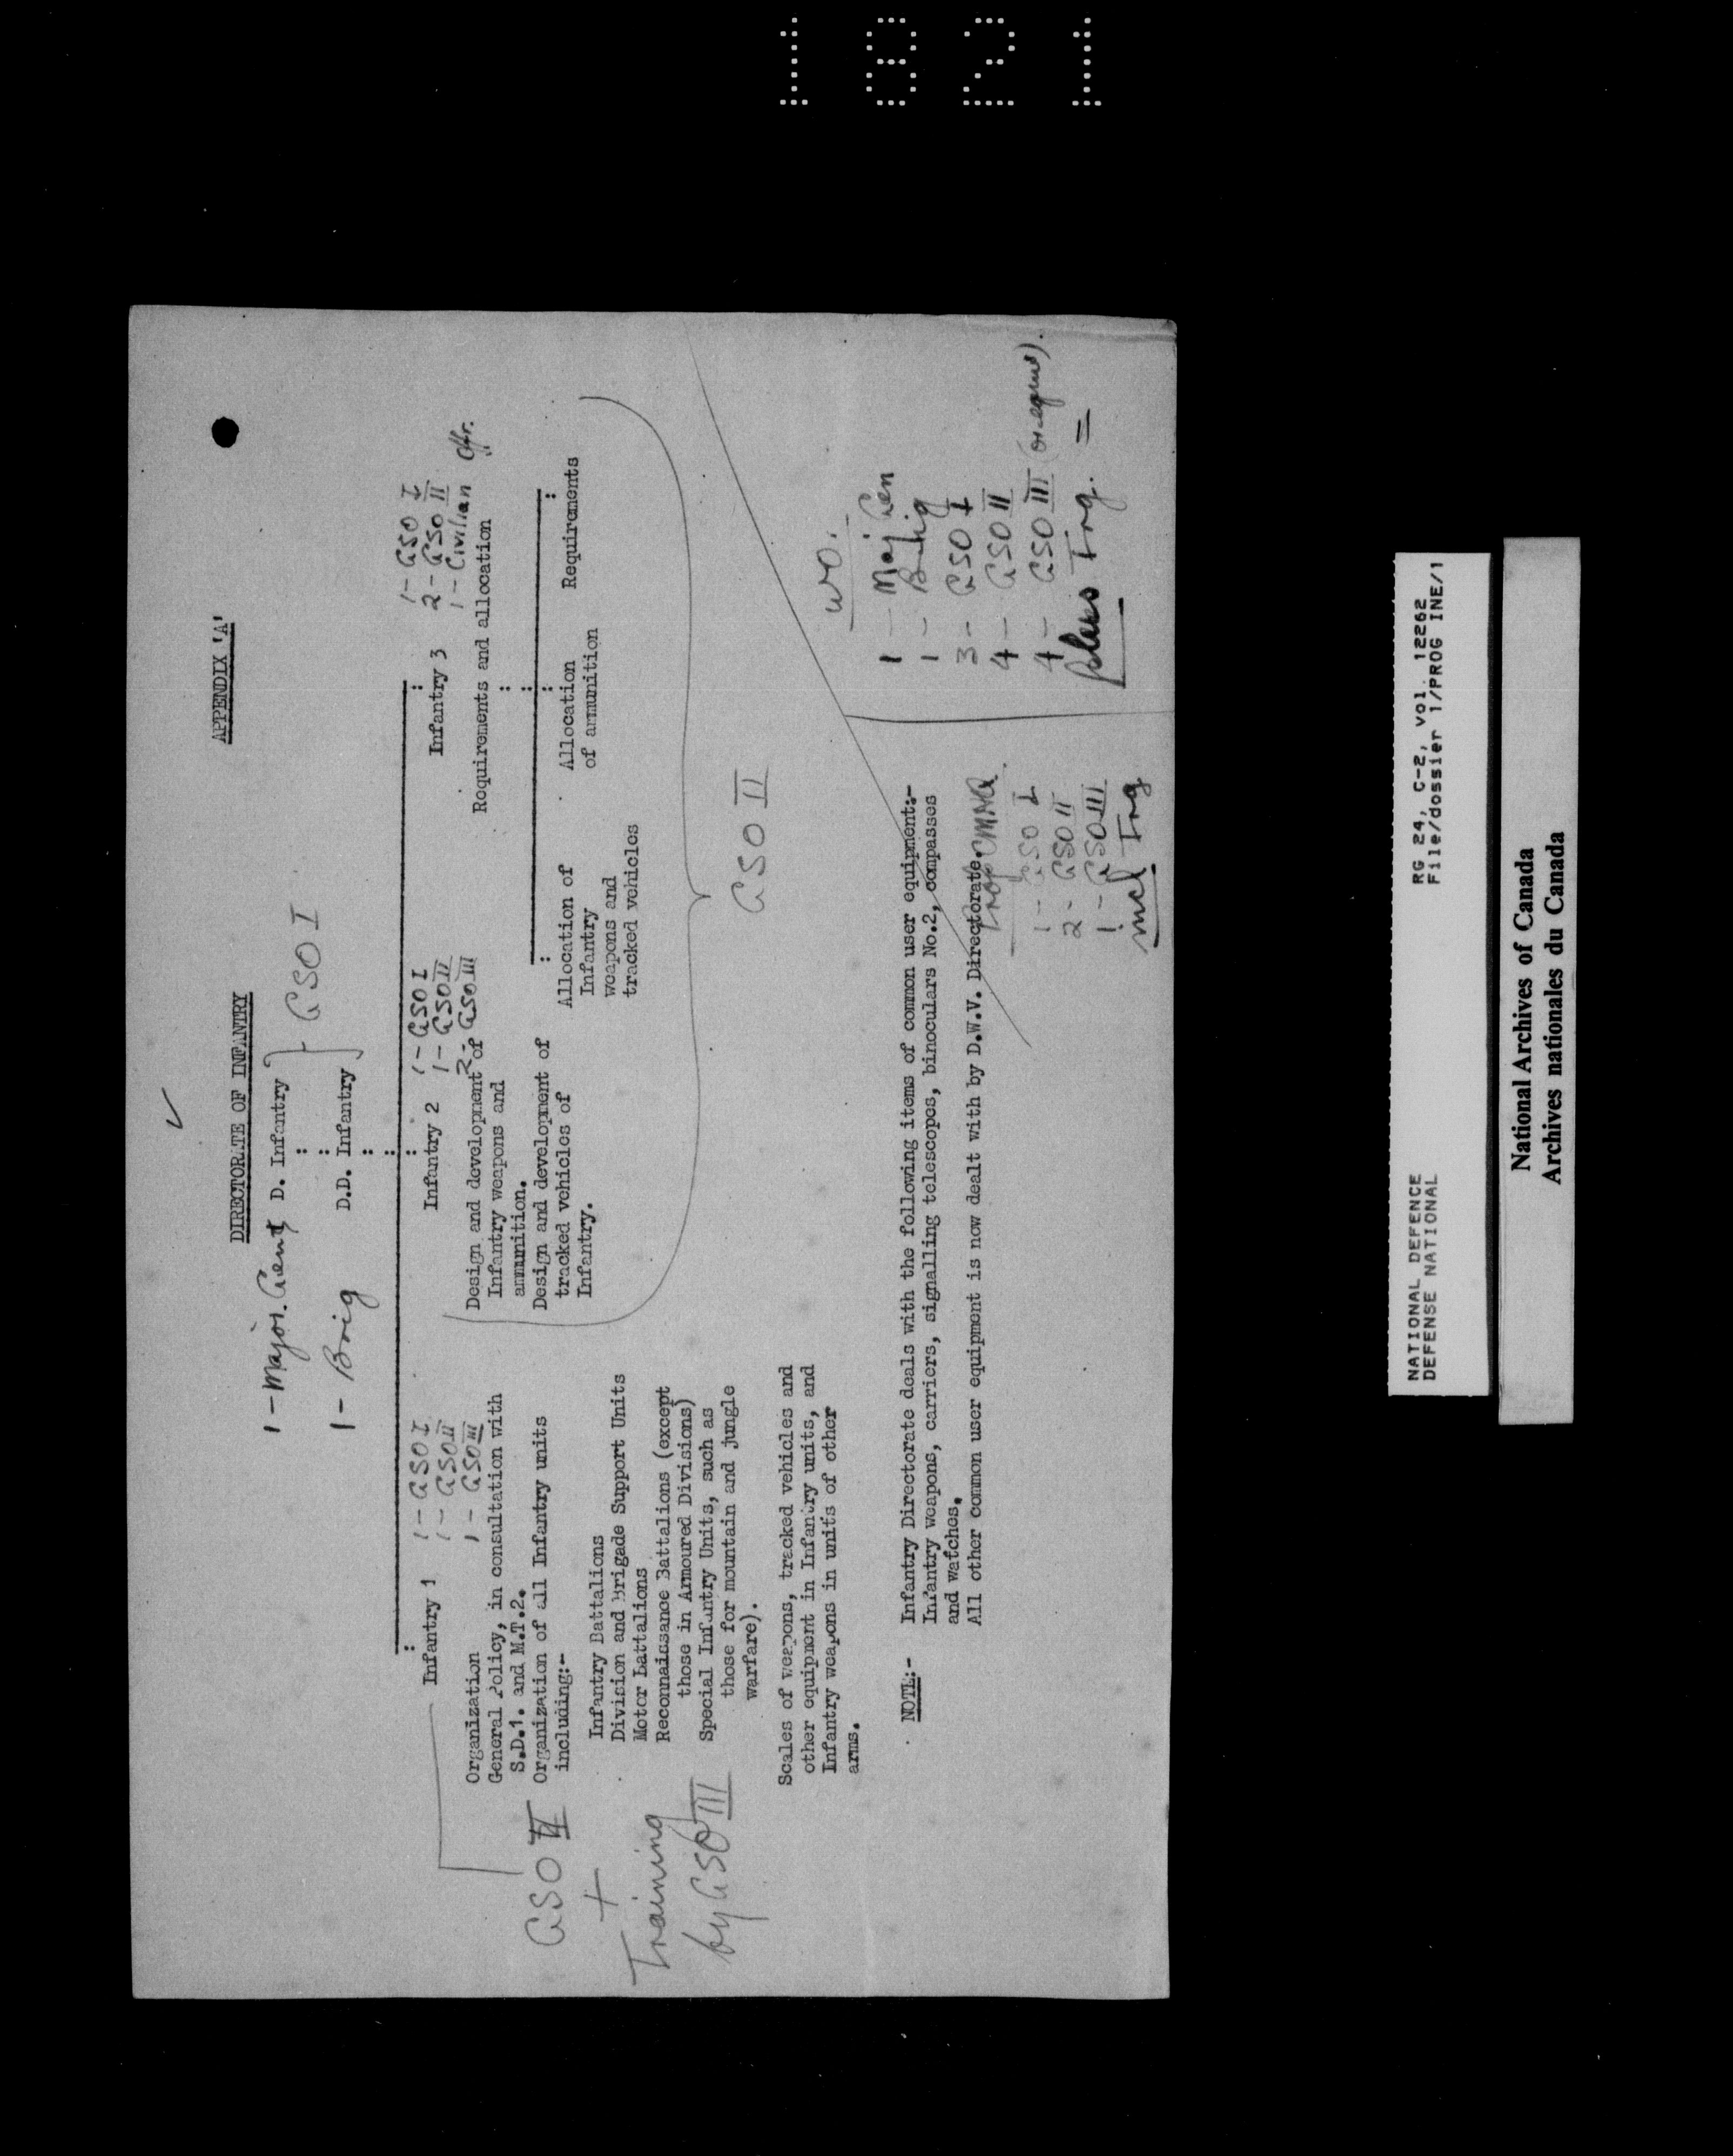 1821
APPENDIX 'A'
DIRECTORATE OF INFANTRY
1 - Major. Genl D. Infantry
GSO I
1 - Brig D.D. Infantry
Infantry 1
1 - GSO I
1 - GSO II
1 - GSO III
Organization
General Policy, in consultation with
S.D.1. and M.T.2.
Organization of all Infantry units
including:-
Infantry Battalions
Division and Brigade Support Units
Motor Battalions
Reconnaissance Battalions (except
those in Armoured Divisions)
Special Infantry Units, such as
those for mountain and jungle
warfare).
Scales of weapons, tracked vehicles and
other equipment in Infantry units, and
Infantry weapons in units of other
arms.
GSO II
+
Training
by GSO III
Infantry 2
1 - GSO I
1 - GSO II
2 - GSO III
Design and development of
Infantry weapons and
ammunition.
Design and development of
tracked vehicles of
Infantry.
Infantry 3
1 - GSO I
2 - GSO II
1 - Civilian Offr.
Requirements and allocation
Allocation of
Infantry
weapons and
tracked vehicles
Allocation
of ammunition
Requirements
GSO II
NOTE:- Infantry Directorate deals with the following items of common user equipment:-
Infantry weapons, carriers, signalling telescopes, binoculars No.2, compasses
and watches.
All other common user equipment is now dealt with by D.W.V. Directorate.
Prop CMHQ.
1 - GSO I
2 - GSO II
1 - GSO III
incl Trg
WO.
1 - Maj Gen
1 - Brig
3 - GSO I
4 - GSO II
4 - GSO III
plus Trg.
NATIONAL DEFENCE RG 24, C-2, vol. 12262
DEFENSE NATIONAL File/dossier 1/PROG INE/1
National Archives of Canada
Archives nationales du Canada